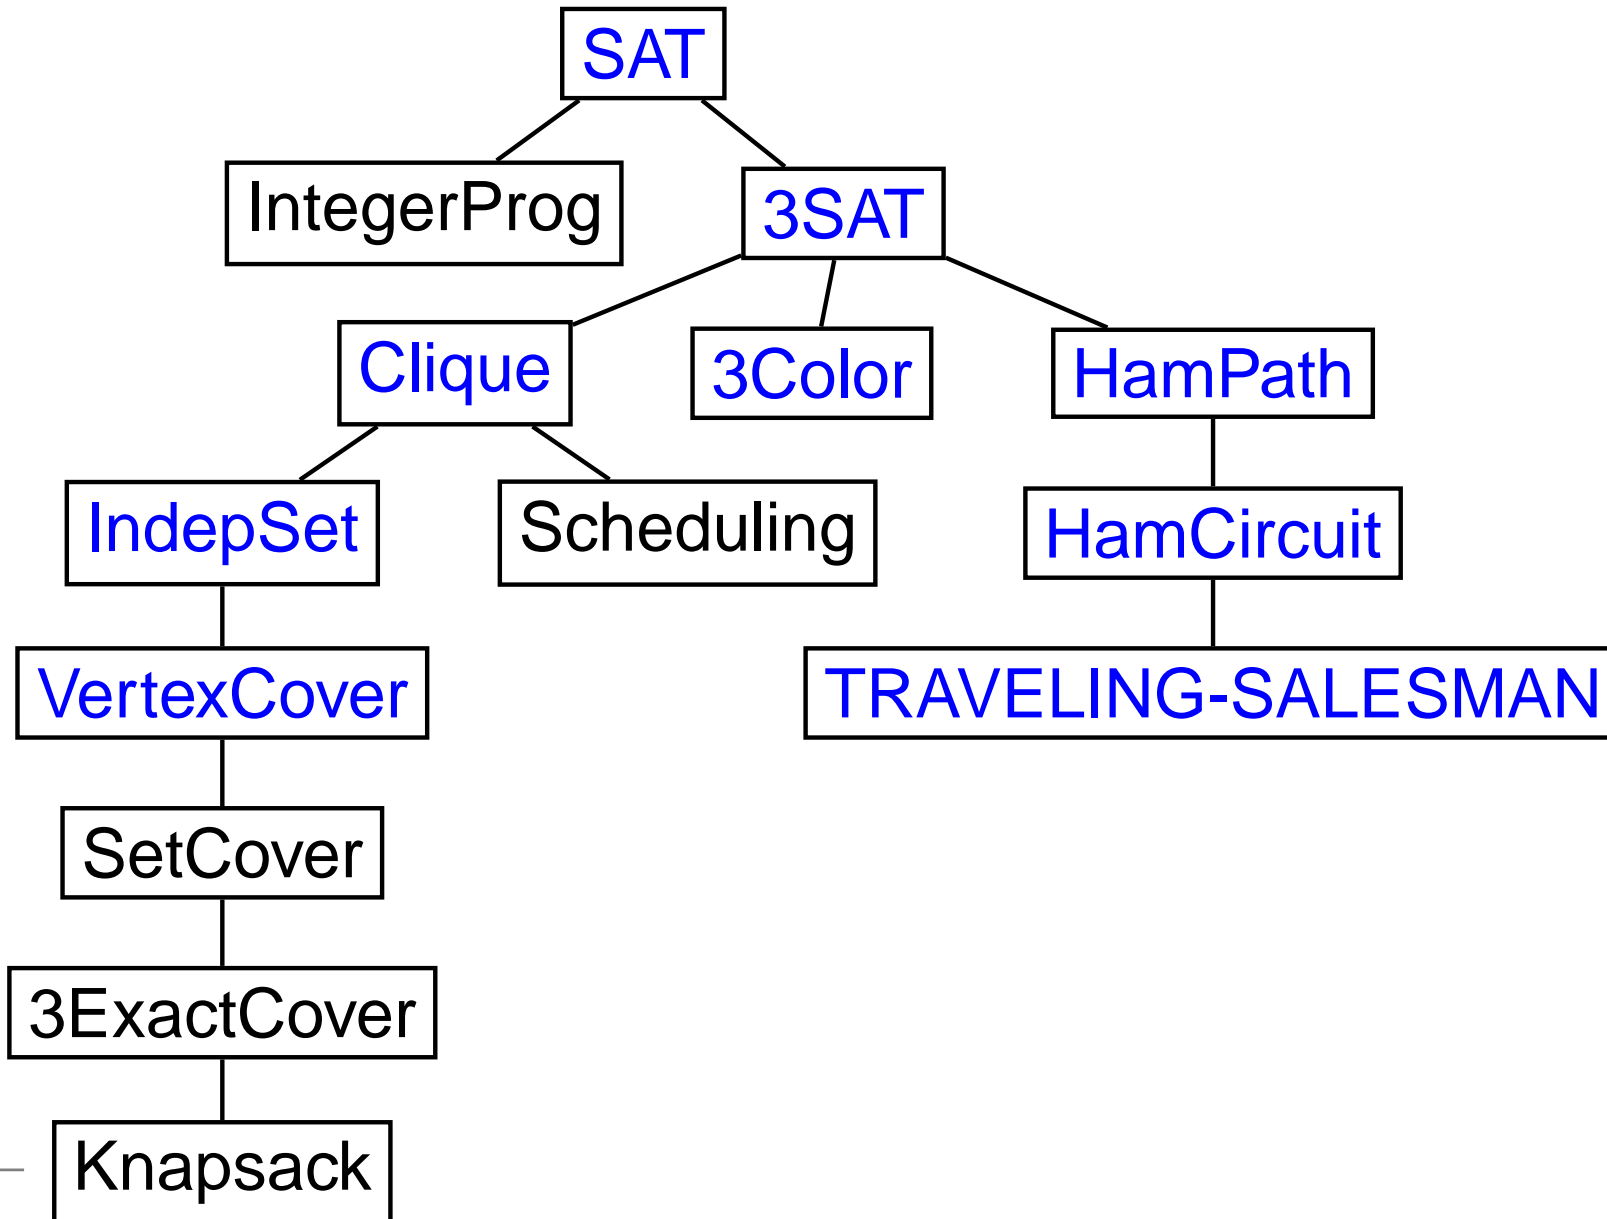 SAT
IntegerProg
3SAT
Clique
3Color
HamPath
IndepSet
Scheduling
HamCircuit
VertexCover
TRAVELING-SALESMAN
SetCover
3ExactCover
Knapsack